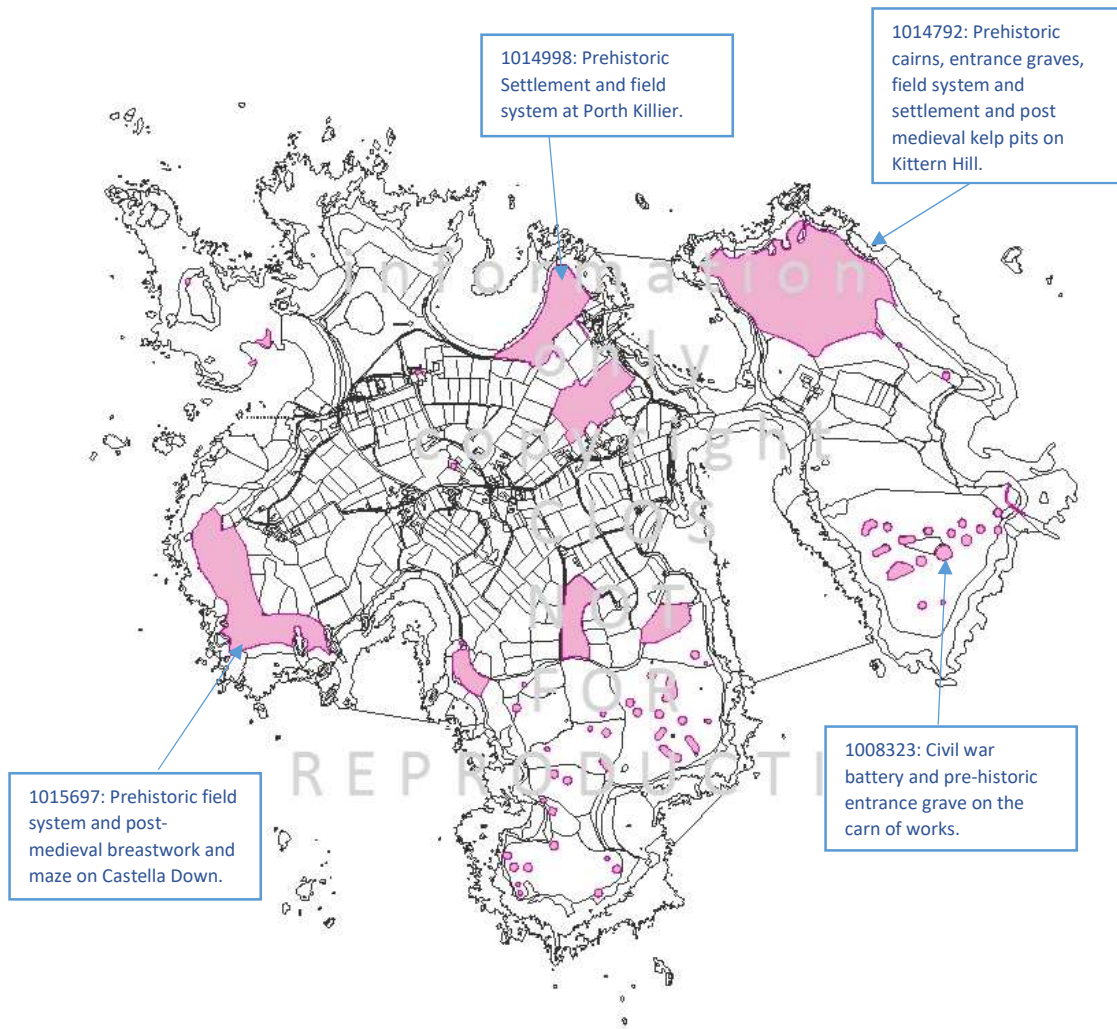 1014998: Prehistoric
Settlement and field
system at Porth Killier.
1014792: Prehistoric
cairns, entrance graves,
field system and
settlement and post
medieval kelp pits on
Kittern Hill.
information
only
copyright
CIOS
NOT
FOR
REPRODUCTI
1015697: Prehistoric field
system and post-
medieval breastwork and
maze on Castella Down.
1008323: Civil war
battery and pre-historic
entrance grave on the
carn of works.